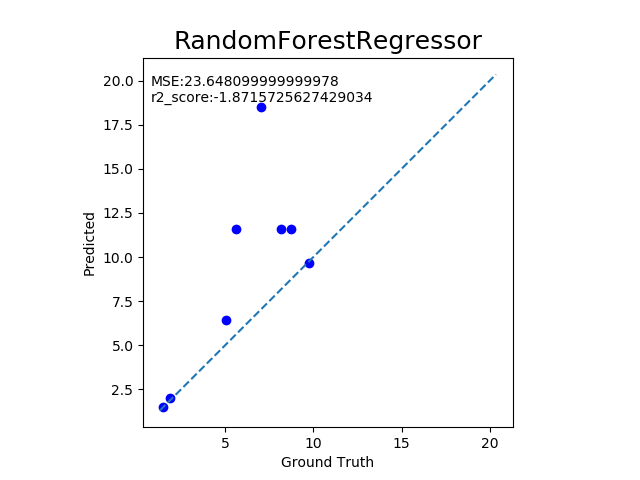 RandomForestRegressor
MSE:23.648099999999978
r2_score:-1.8715725627429034
20.0
17.5
15.0
12.5
10.0
7.5
5.0
2.5
Predicted
5 10 15 20
Ground Truth